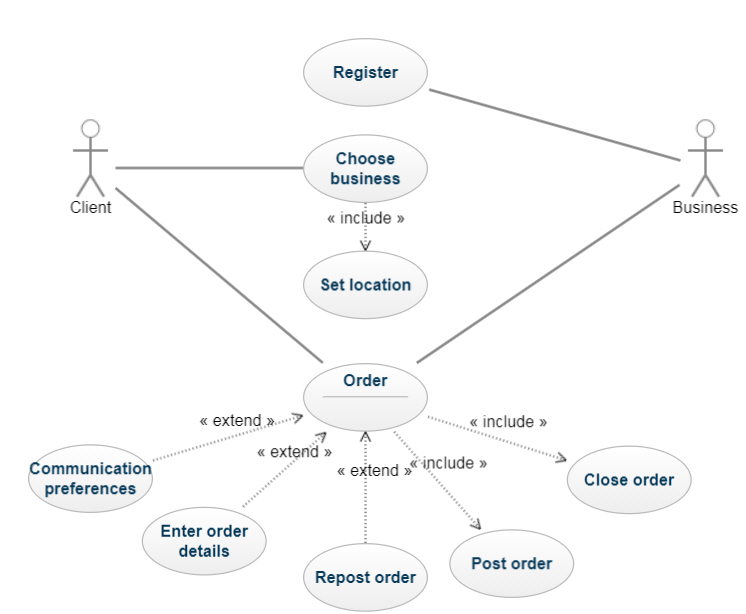 Register
Choose
business
Client
Business
« include »
Set location
Order
« extend »
« include »
« extend »
« extend »
« include »
Communication
preferences
Close order
Enter order
details
Post order
Repost order